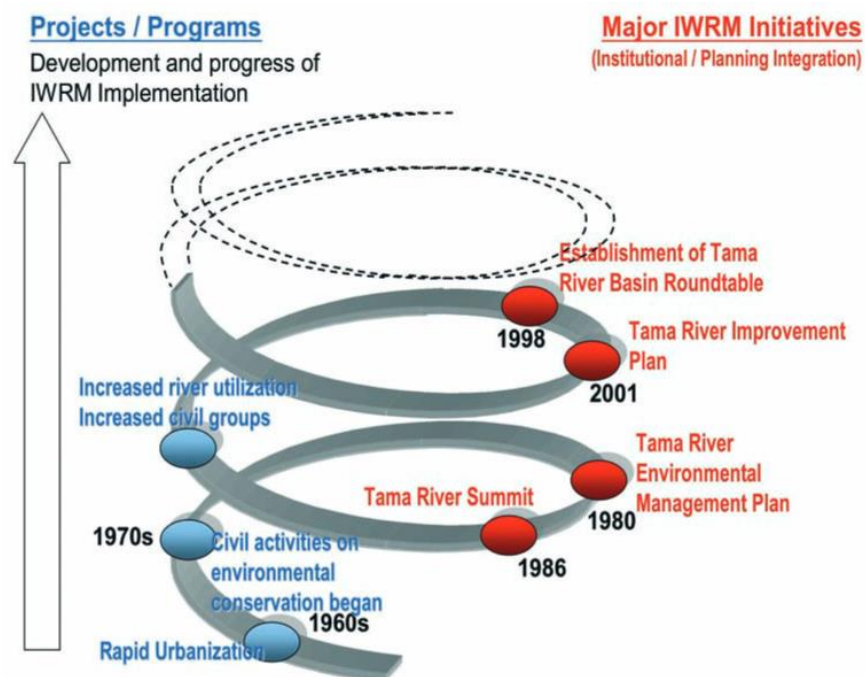 Projects / Programs
Development and progress of
IWRM Implementation
Major IWRM Initiatives
(Institutional / Planning Integration)
Establishment of Tama
River Basin Roundtable
1998
Tama River Improvement
Plan
2001
Increased river utilization
Increased civil groups
Tama River
Environmental
Management Plan
1980
Tama River Summit
1986
1970s
Civil activities on
environmental
conservation began
1960s
Rapid Urbanization